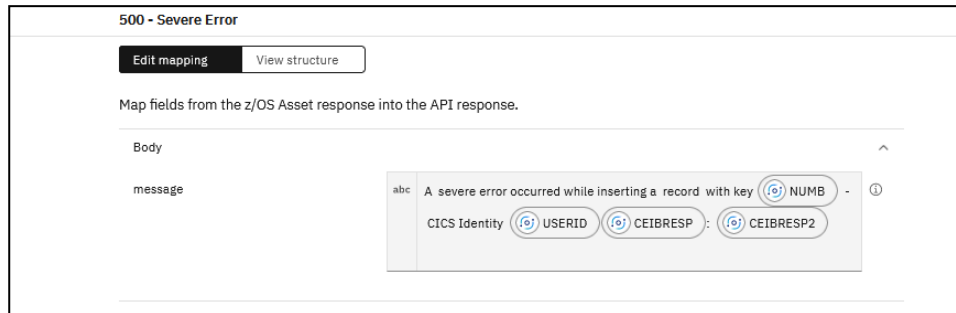 500 - Severe Error
Edit mapping View structure
Map fields from the z/OS Asset response into the API response.
Body
message abc A severe error occurred while inserting a record with key NUMB -
CICS Identity USERID CEIBRESP : CEIBRESP2